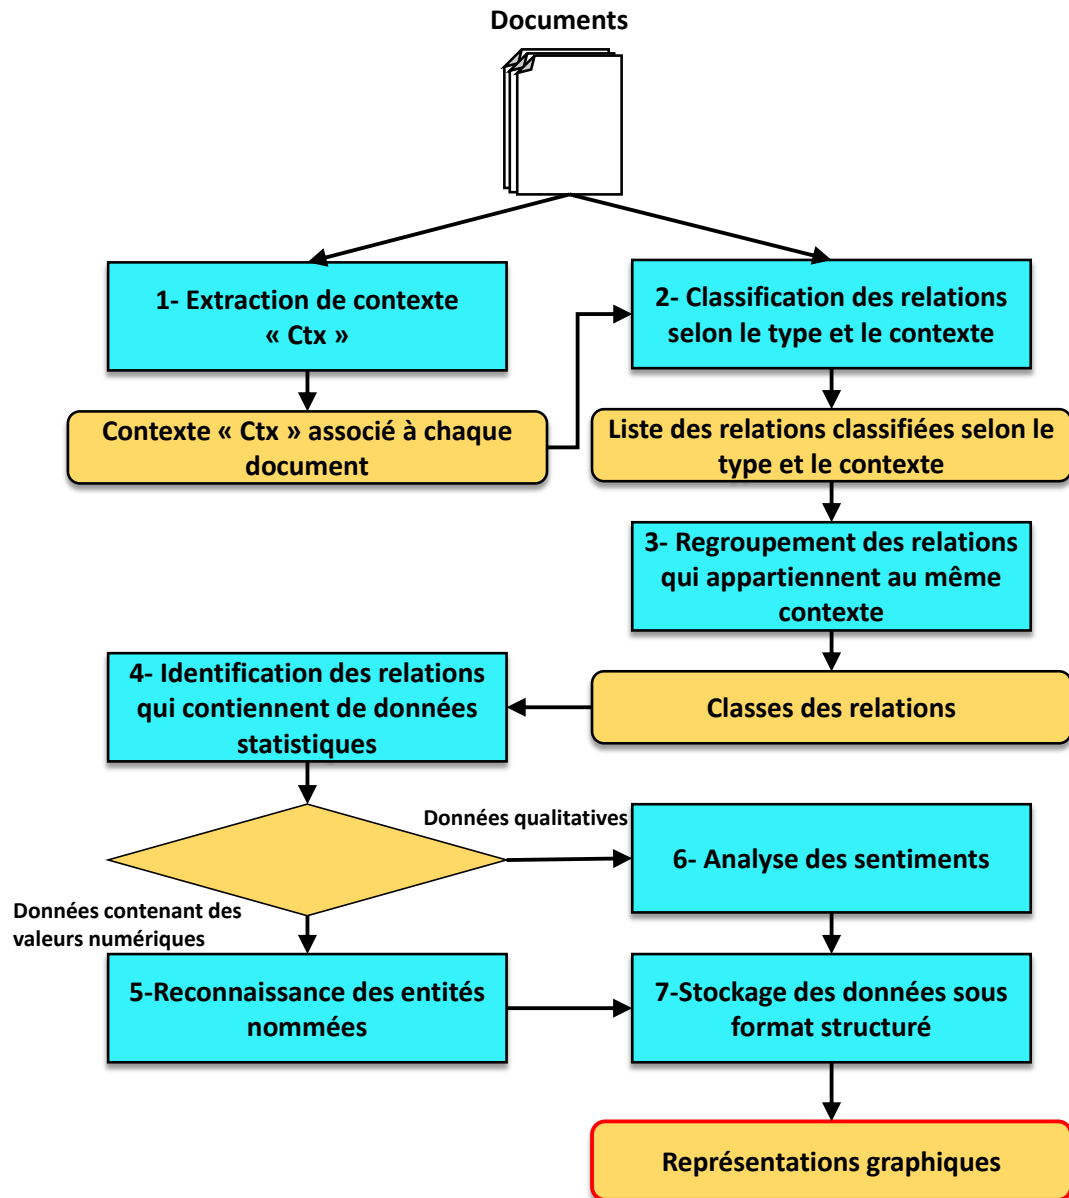 Documents
1- Extraction de contexte
« Ctx »
2- Classification des relations
selon le type et le contexte
Contexte « Ctx » associé à chaque
document
Liste des relations classifiées selon le
type et le contexte
3- Regroupement des relations
qui appartiennent au même
contexte
4- Identification des relations
qui contiennent de données
statistiques
Classes des relations
Données qualitatives
6- Analyse des sentiments
Données contenant des
valeurs numériques
5-Reconnaissance des entités
nommées
7-Stockage des données sous
format structuré
Représentations graphiques